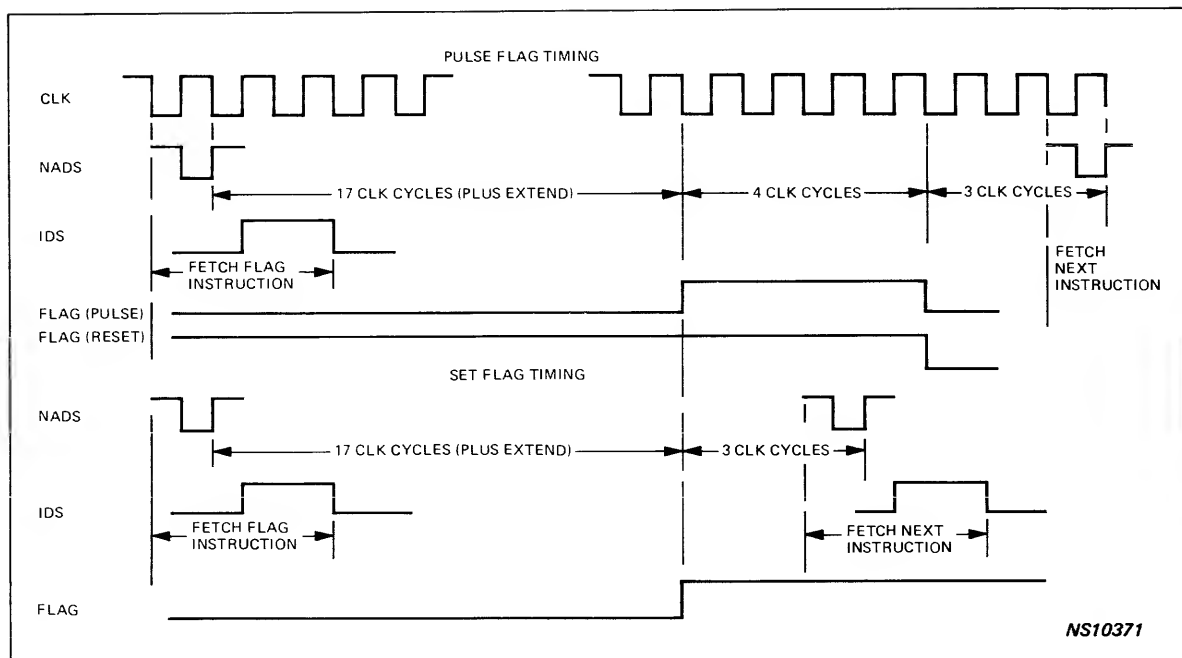 PULSE FLAG TIMING
CLK
NADS
17 CLK CYCLES (PLUS EXTEND)
4 CLK CYCLES
3 CLK CYCLES
IDS
FETCH FLAG
INSTRUCTION
FETCH
NEXT
INSTRUCTION
FLAG (PULSE)
FLAG (RESET)
SET FLAG TIMING
NADS
17 CLK CYCLES (PLUS EXTEND)
3 CLK CYCLES
IDS
FETCH FLAG
INSTRUCTION
FETCH NEXT
INSTRUCTION
FLAG
NS10371